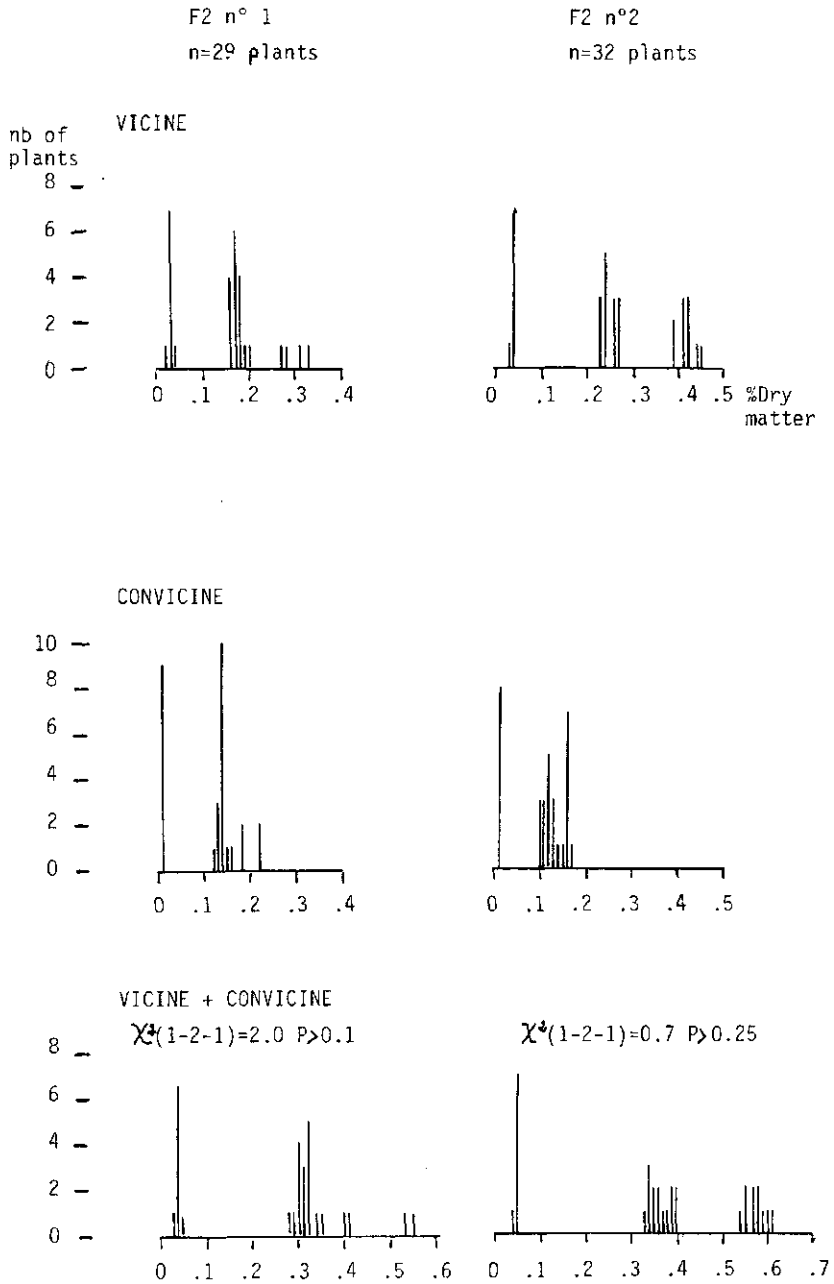 F2 n° 1 F2 n°2
n=29 plants n=32 plants
VICINE
nb of
plants
8
6
4
2
0
0 .1 .2 .3 .4
0 .1 .2 .3 .4 .5 %Dry
matter
CONVICINE
10
8
6
4
2
0
0 .1 .2 .3 .4
0 .1 .2 .3 .4 .5
VICINE + CONVICINE
χ²(1-2-1)=2.0 P>0.1 χ²(1-2-1)=0.7 P>0.25
8
6
4
2
0
0 .1 .2 .3 .4 .5 .6
0 .1 .2 .3 .4 .5 .6 .7